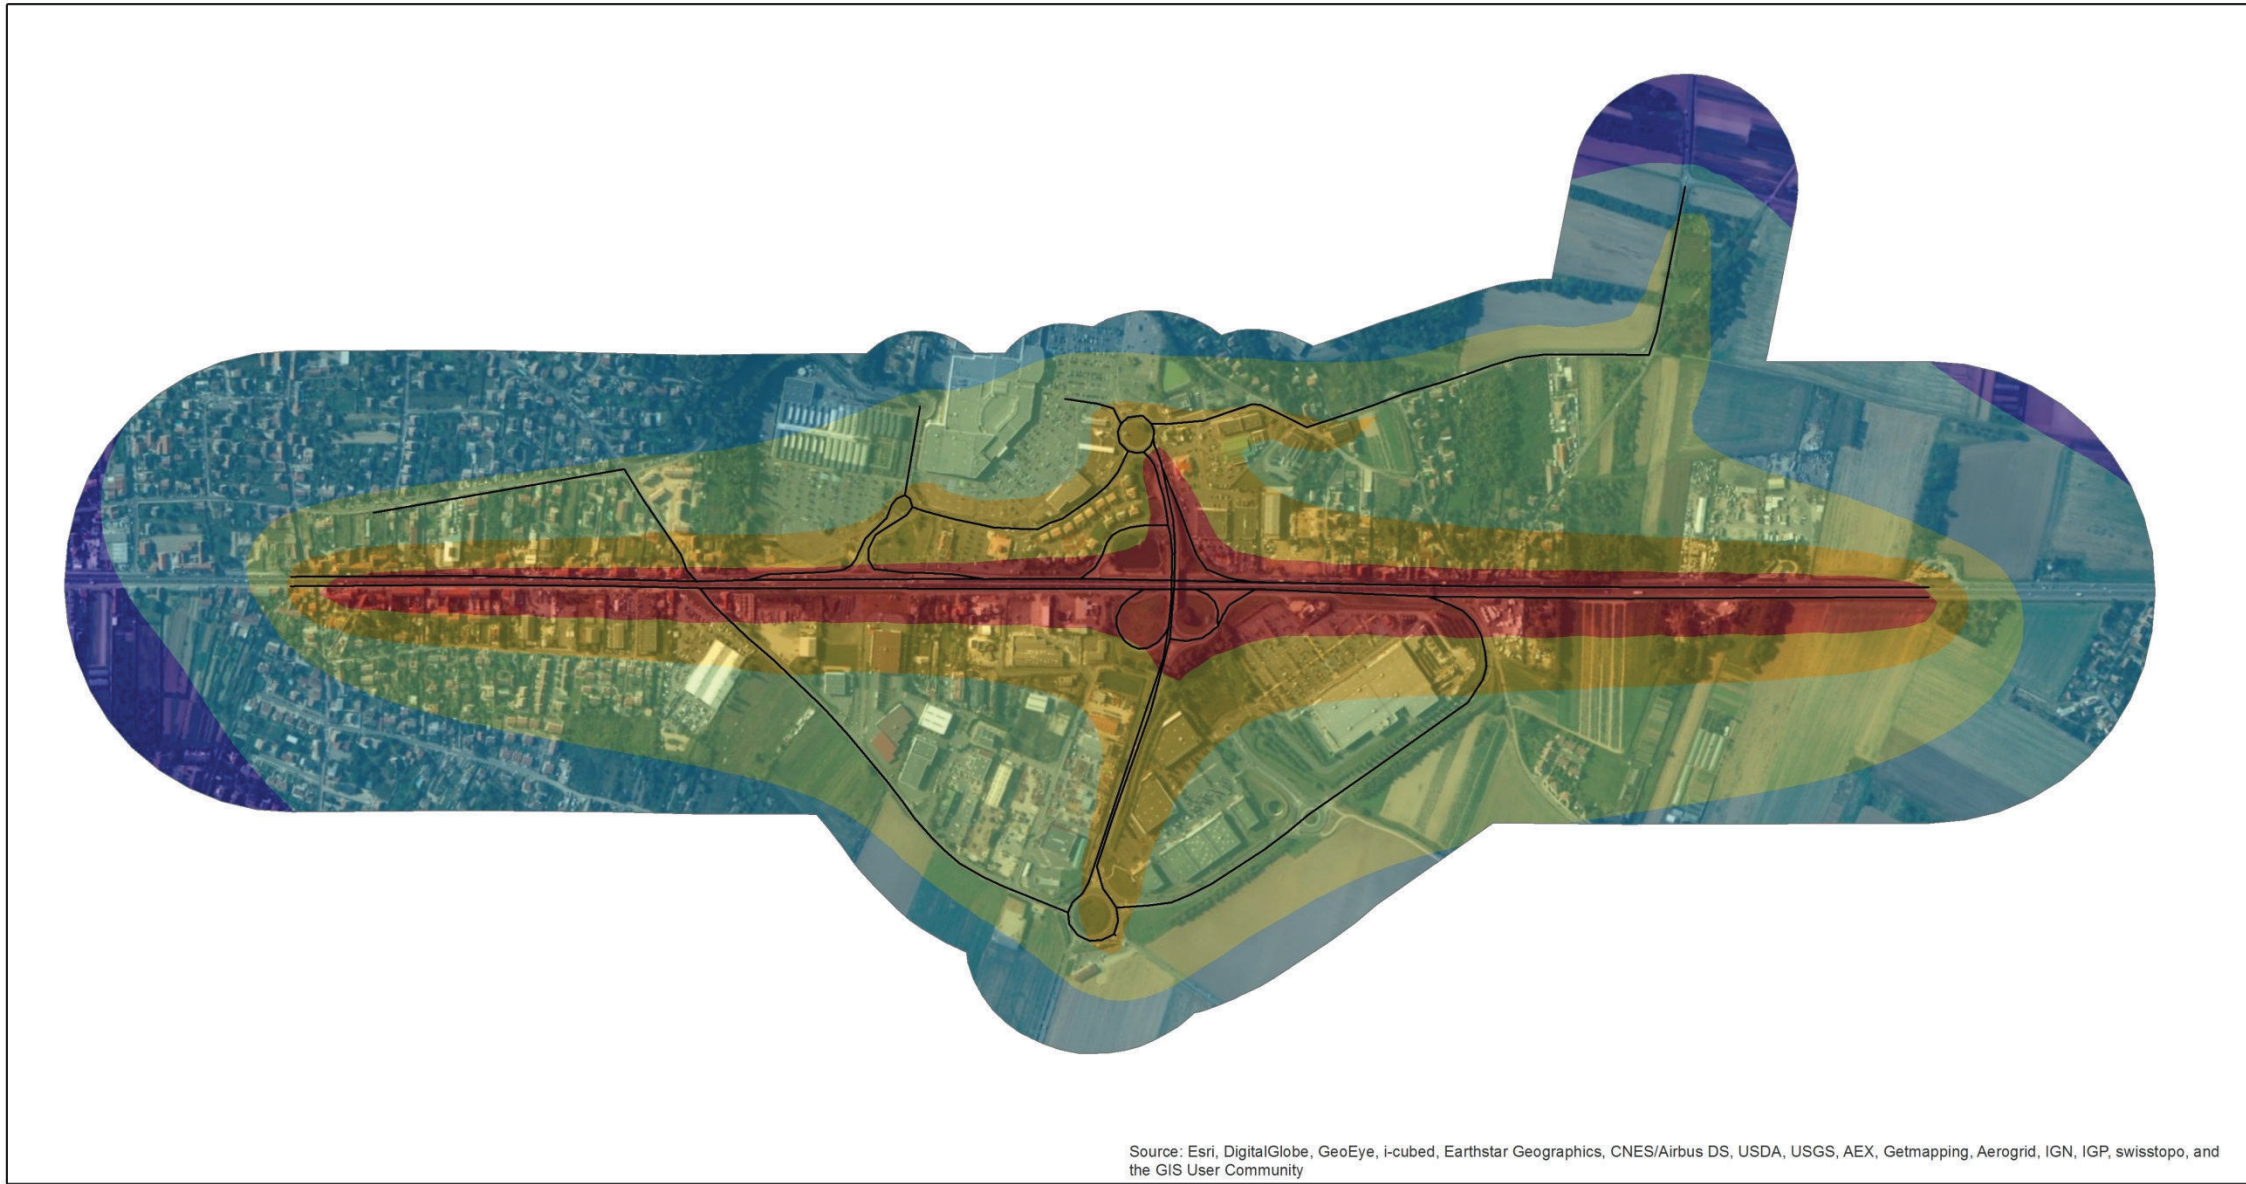 Source: Esri, DigitalGlobe, GeoEye, i-cubed, Earthstar Geographics, CNES/Airbus DS, USDA, USGS, AEX, Getmapping, Aerogrid, IGN, IGP, swisstopo, and
the GIS User Community